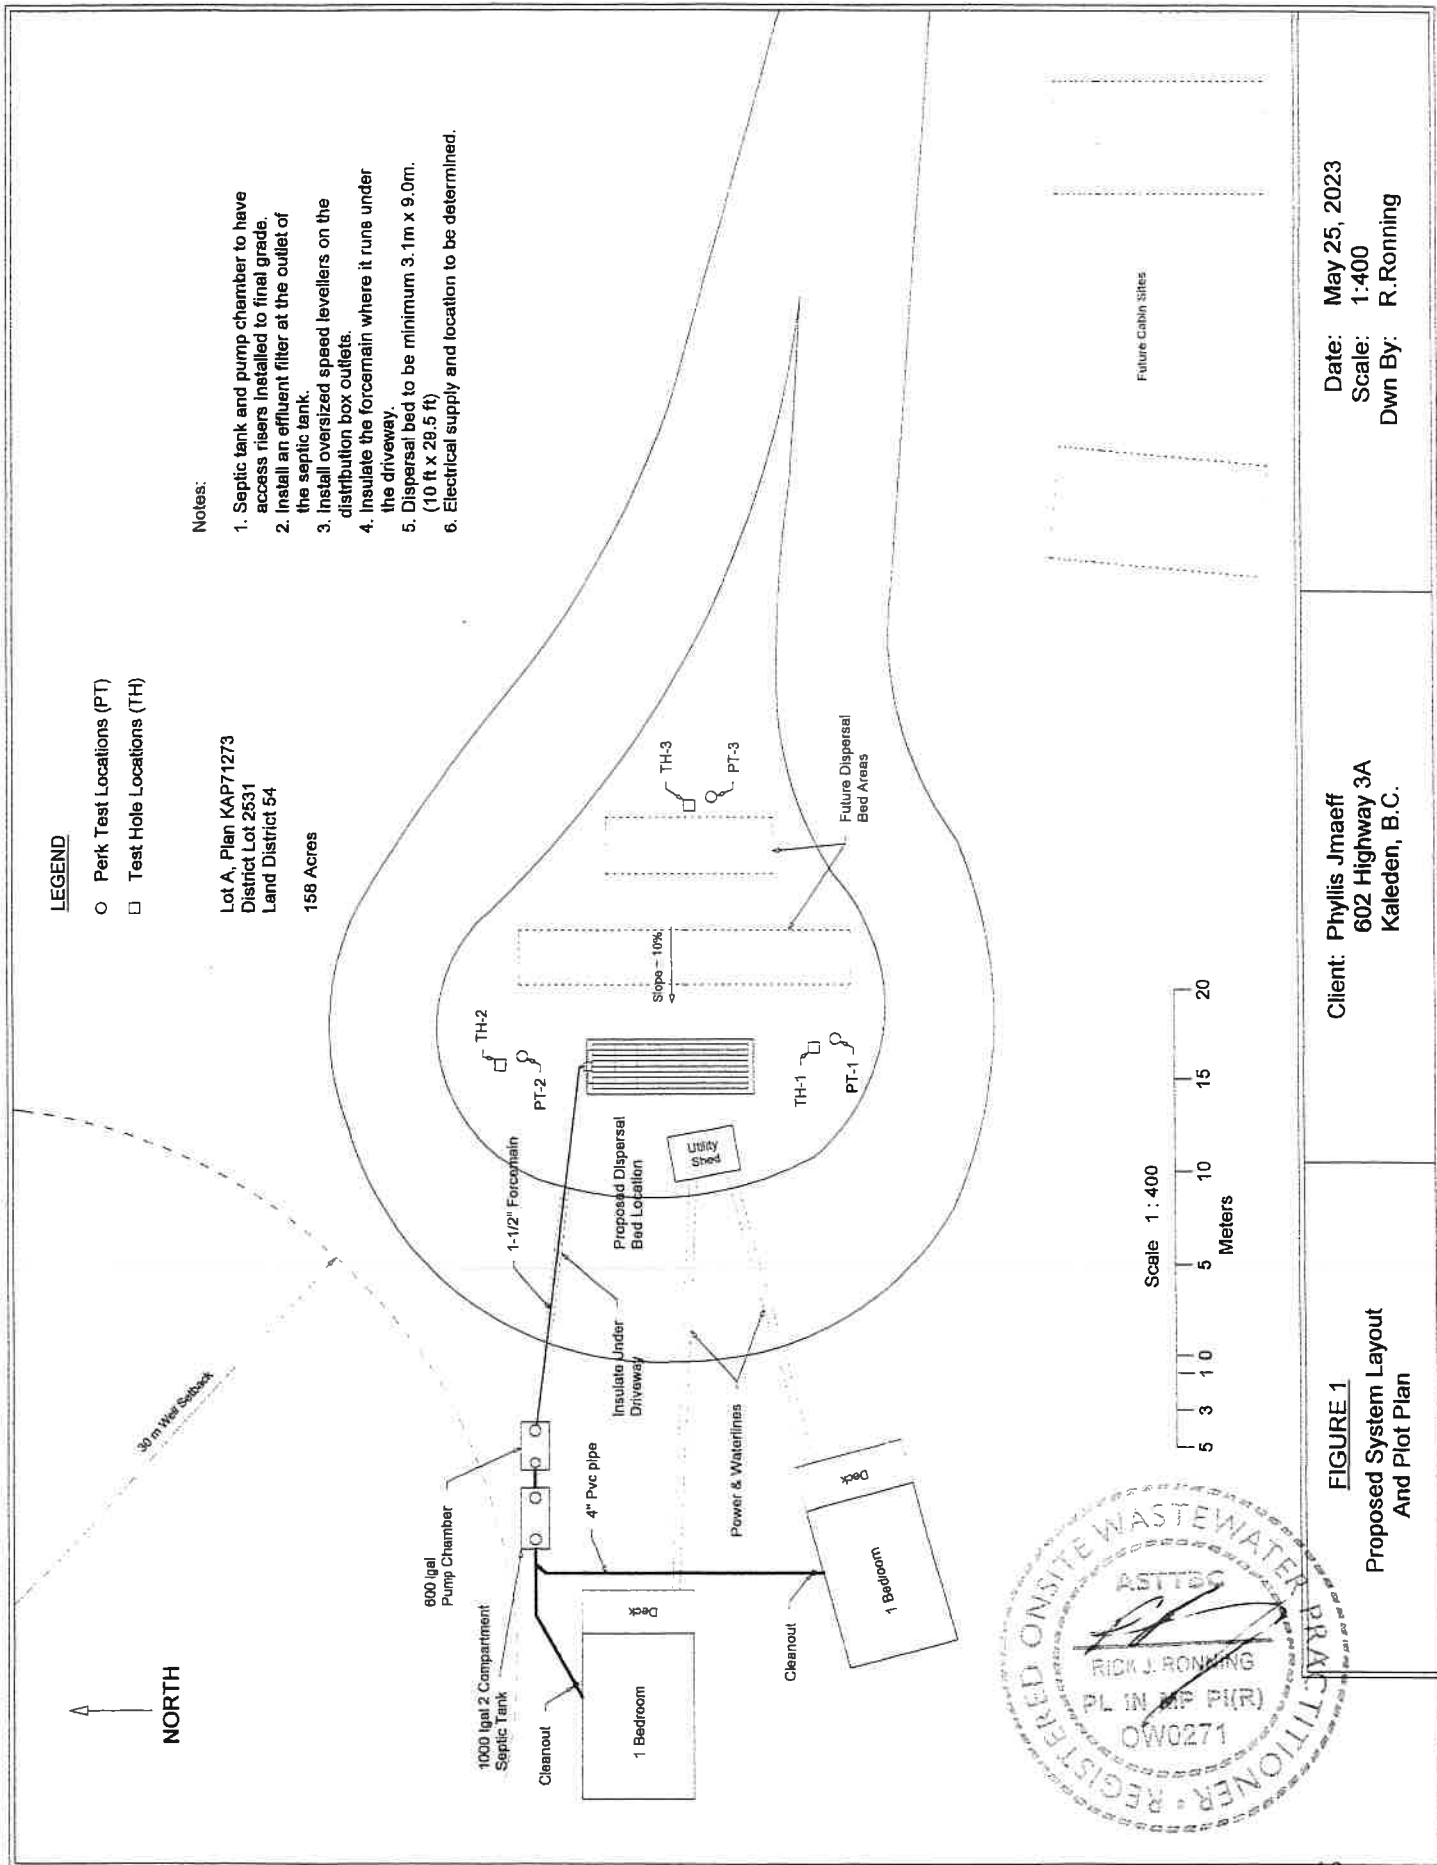 LEGEND
Perk Test Locations (PT)
Test Hole Locations (TH)
Lot A, Plan KAP71273
District Lot 2531
Land District 54
158 Acres
Notes:
1. Septic tank and pump chamber to have
access risers installed to final grade.
2. Install an effluent filter at the outlet of
the septic tank.
3. Install oversized speed levellers on the
distribution box outlets.
4. Insulate the forcemain where it runs under
the driveway.
5. Dispersal bed to be minimum 3.1m x 9.0m.
(10 ft x 29.5 ft)
6. Electrical supply and location to be determined.
NORTH
30 m Well Setback
600 Igal
Pump Chamber
1000 Igal 2 Compartment
Septic Tank
Cleanout
1 Bedroom
Deck
4" Pvc pipe
Cleanout
1 Bedroom
Deck
Power & Waterlines
Insulate Under
Driveway
1-1/2" Forcemain
Proposed Dispersal
Bed Location
Utility
Shed
TH-2
PT-2
TH-1
PT-1
Slope ~ 10%
TH-3
PT-3
Future Dispersal
Bed Areas
Future Cabin Sites
Scale 1 : 400
5 3 1 0 5 10 15 20
Meters
REGISTERED ONSITE WASTEWATER PRACTITIONER
ASTTBC
RICK J. RONNING
PL IN MP PI(R)
OW0271
FIGURE 1
Proposed System Layout
And Plot Plan
Client: Phyllis Jmaeff
602 Highway 3A
Kaleden, B.C.
Date: May 25, 2023
Scale: 1:400
Dwn By: R.Ronning